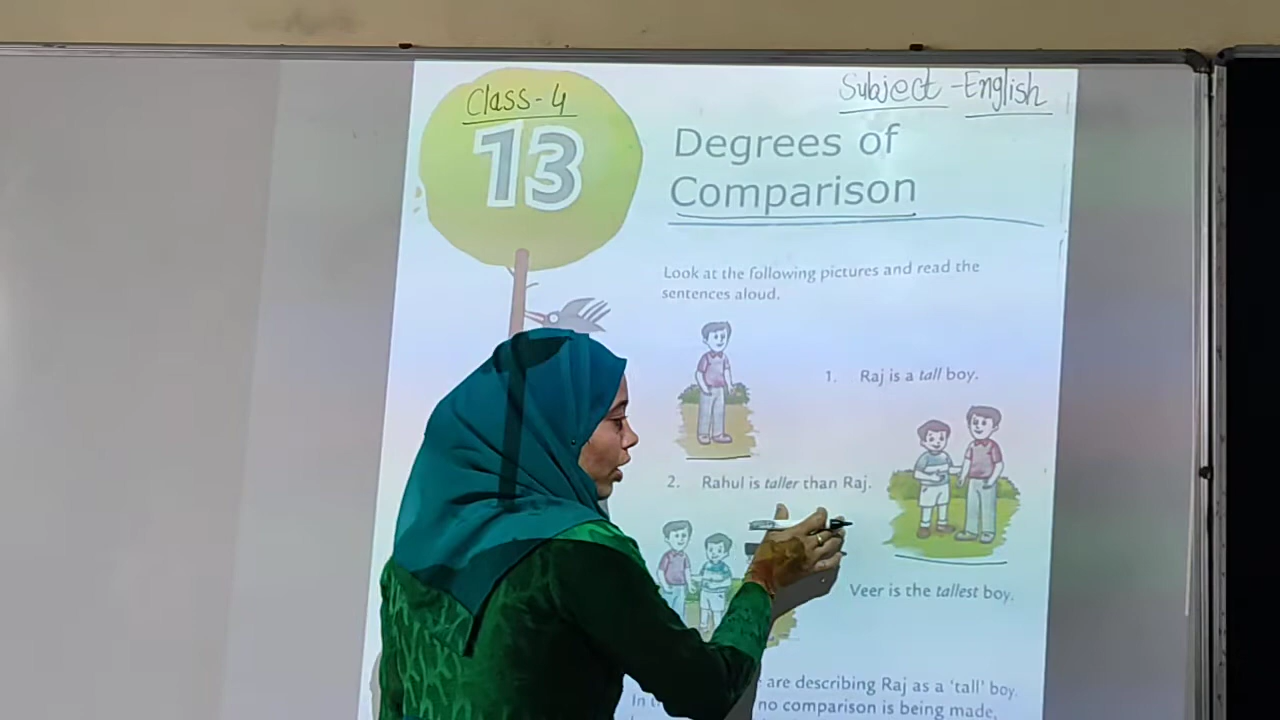 Class-4
Subject-English
13
Degrees of
Comparison
Look at the following pictures and read the
sentences aloud.
1. Raj is a tall boy.
2. Rahul is taller than Raj.
Veer is the tallest boy.
are describing Raj as a 'tall' boy.
In
no comparison is being made,